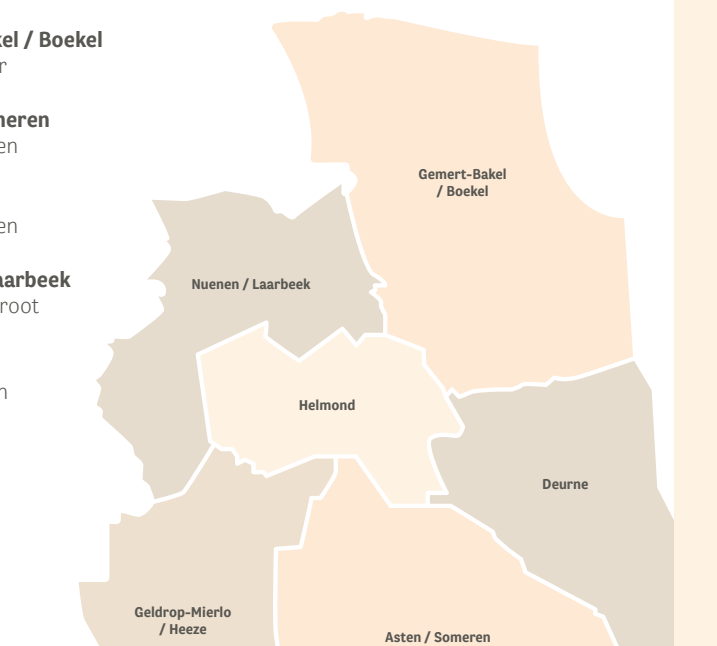 kel / Boekel
r
meren
en
en
aarbeek
root
n
Gemert-Bakel
/ Boekel
Nuenen / Laarbeek
Helmond
Deurne
Geldrop-Mierlo
/ Heeze
Asten / Someren